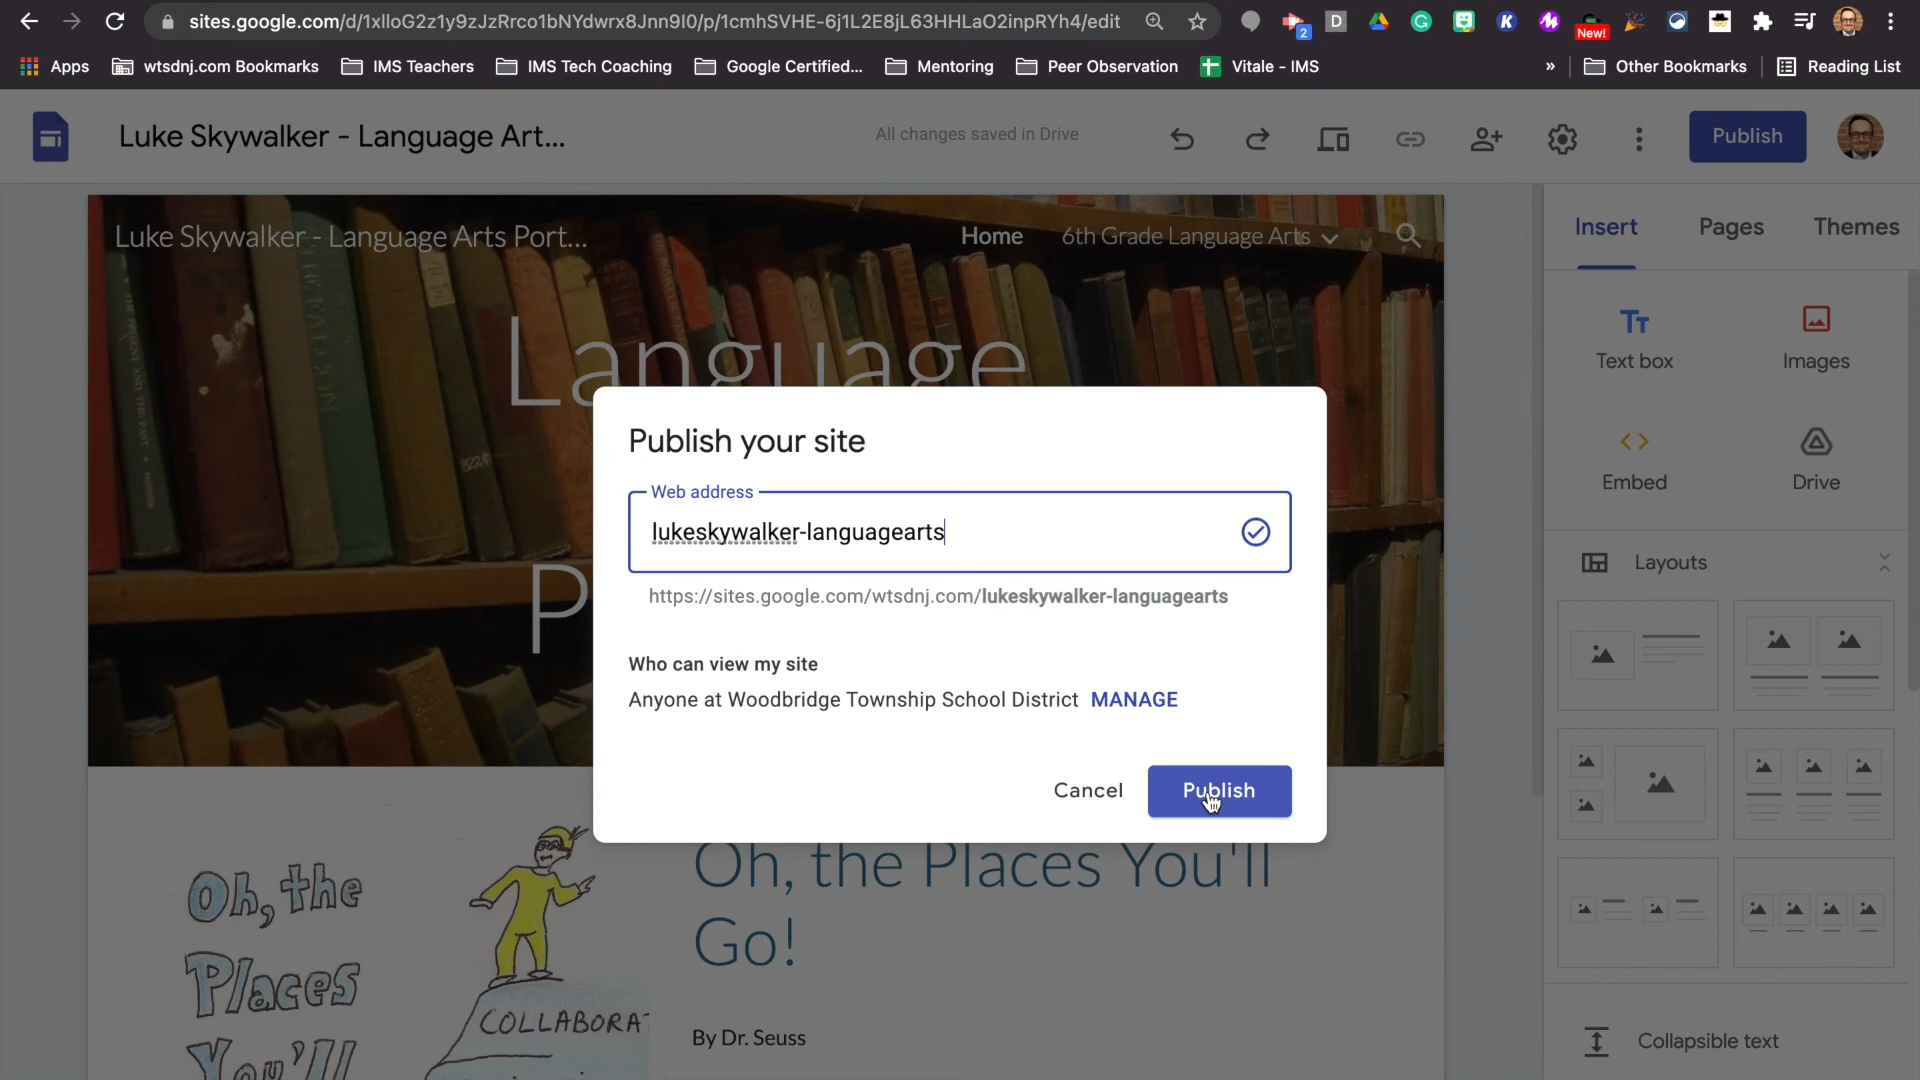 sites.google.com/d/1xlloG2z1y9zJzRrco1bNYdwrx8Jnn9I0/p/1cmhSVHE-6j1L2E8jL63HHLaO2inpRYh4/edit
2
D
K
New!
Apps
wtsdnj.com Bookmarks
IMS Teachers
IMS Tech Coaching
Google Certified...
Mentoring
Peer Observation
Vitale - IMS
»
Other Bookmarks
Reading List
Luke Skywalker - Language Art...
All changes saved in Drive
Publish
Luke Skywalker - Language Arts Port...
Home
6th Grade Language Arts
Insert
Pages
Themes
Language
P
Text box
Images
Embed
Drive
Layouts
Collapsible text
Publish your site
Web address
lukeskywalker-languagearts
https://sites.google.com/wtsdnj.com/lukeskywalker-languagearts
Who can view my site
Anyone at Woodbridge Township School District MANAGE
Cancel
Publish
Oh, the
Places
You'll
COLLABORA
Oh, the Places You'll
Go!
By Dr. Seuss